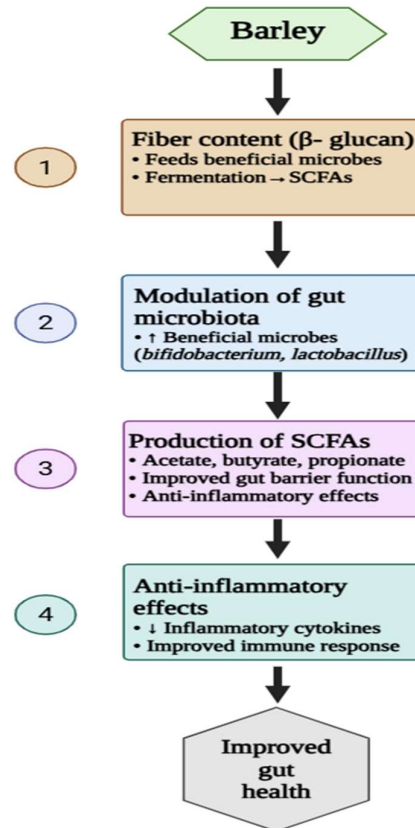 Barley
1
Fiber content (β- glucan)
• Feeds beneficial microbes
• Fermentation→SCFAs
2
Modulation of gut
microbiota
• ↑ Beneficial microbes
(bifidobacterium, lactobacillus)
3
Production of SCFAs
• Acetate, butyrate, propionate
• Improved gut barrier function
• Anti-inflammatory effects
4
Anti-inflammatory
effects
• ↓ Inflammatory cytokines
• Improved immune response
Improved
gut
health